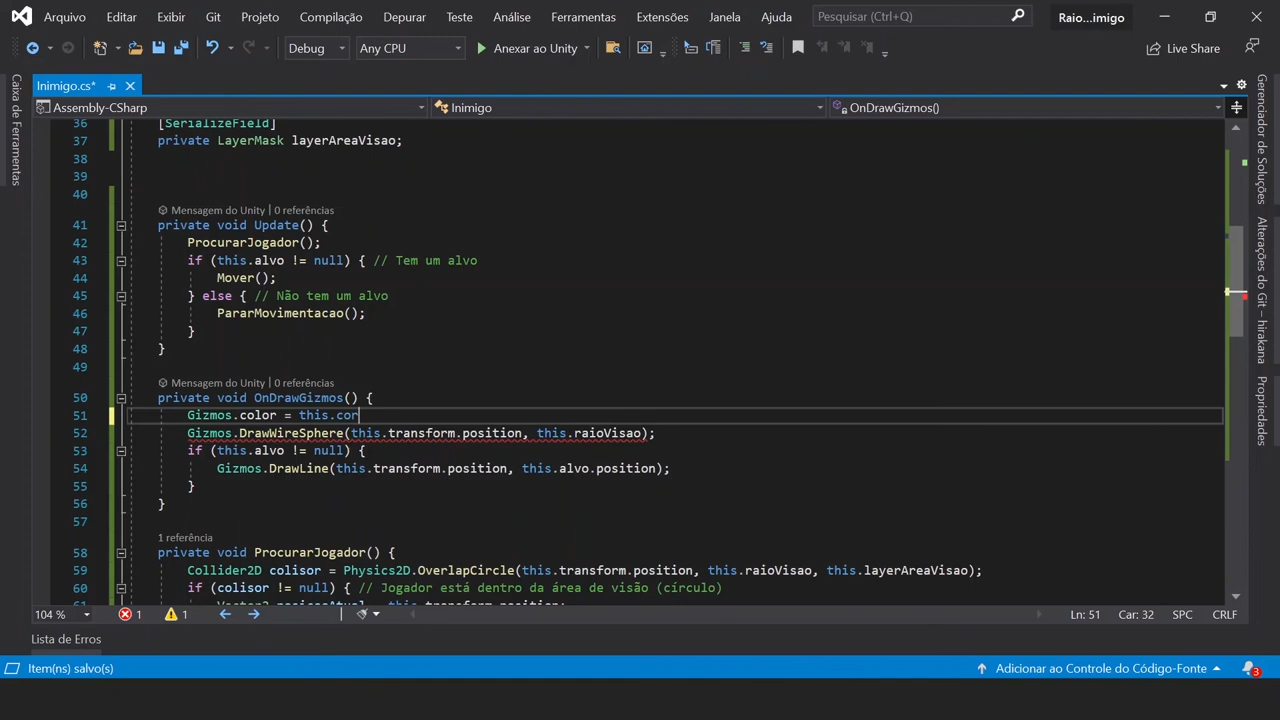 Arquivo Editar Exibir Git Projeto Compilação Depurar Teste Análise Ferramentas Extensões Janela Ajuda Pesquisar (Ctrl+Q) Raio...imigo
Debug Any CPU Anexar ao Unity Live Share
Inimigo.cs*
Assembly-CSharp Inimigo OnDrawGizmos()
Caixa de Ferramentas
36 [SerializeField]
37 private LayerMask layerAreaVisao;
38
39
40
Mensagem do Unity | 0 referências
41 private void Update() {
42 ProcurarJogador();
43 if (this.alvo != null) { // Tem um alvo
44 Mover();
45 } else { // Não tem um alvo
46 PararMovimentacao();
47 }
48 }
49
Mensagem do Unity | 0 referências
50 private void OnDrawGizmos() {
51 Gizmos.color = this.cor
52 Gizmos.DrawWireSphere(this.transform.position, this.raioVisao);
53 if (this.alvo != null) {
54 Gizmos.DrawLine(this.transform.position, this.alvo.position);
55 }
56 }
57
1 referência
58 private void ProcurarJogador() {
59 Collider2D colisor = Physics2D.OverlapCircle(this.transform.position, this.raioVisao, this.layerAreaVisao);
60 if (colisor != null) { // Jogador está dentro da área de visão (círculo)
61 Vector2 posicaoAtual = this.transform.position;
Gerenciador de Soluções
Alterações do Git – hirakana
Propriedades
104 % 1 1 Ln: 51 Car: 32 SPC CRLF
Lista de Erros
Item(ns) salvo(s) Adicionar ao Controle do Código-Fonte 3